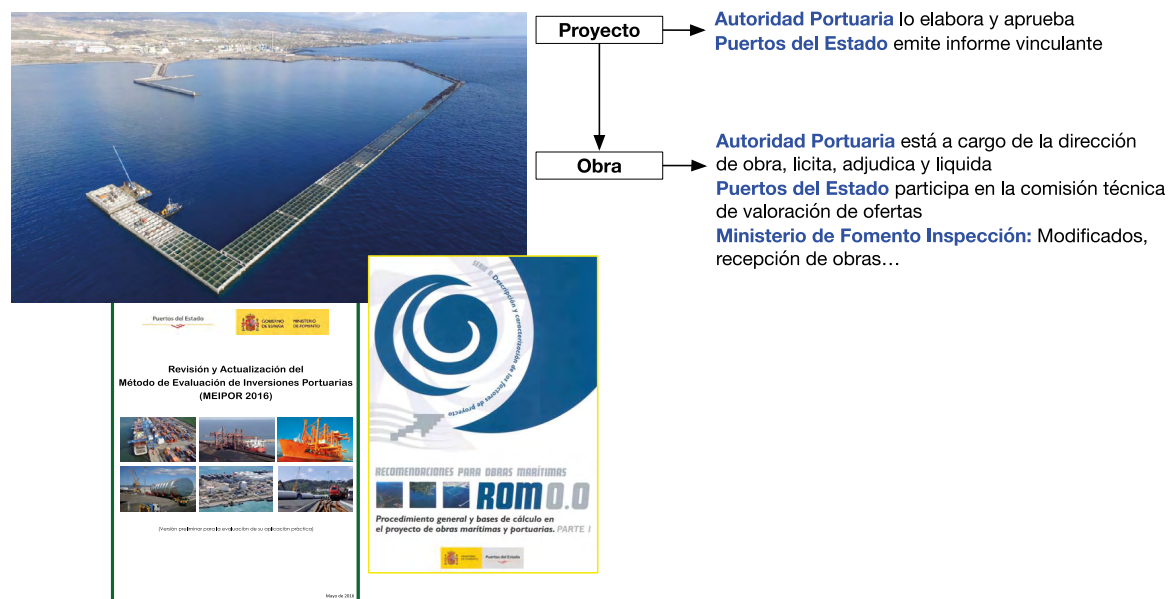 Proyecto
Autoridad Portuaria lo elabora y aprueba
Puertos del Estado emite informe vinculante
Obra
Autoridad Portuaria está a cargo de la dirección
de obra, licita, adjudica y liquida
Puertos del Estado participa en la comisión técnica
de valoración de ofertas
Ministerio de Fomento Inspección: Modificados,
recepción de obras…
Puertos del Estado
GOBIERNO DE ESPAÑA
MINISTERIO DE FOMENTO
Revisión y Actualización del
Método de Evaluación de Inversiones Portuarias
(MEIPOR 2016)
(Versión preliminar para la evaluación de su aplicación práctica)
Mayo de 2016
SERIE 0 Descripción y caracterización de los factores de proyecto
RECOMENDACIONES PARA OBRAS MARÍTIMAS
ROM 0.0
Procedimiento general y bases de cálculo en
el proyecto de obras marítimas y portuarias. PARTE I
Puertos del Estado